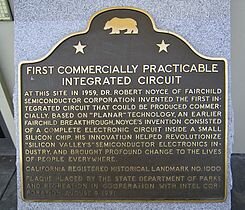 FIRST COMMERCIALLY PRACTICABLE
INTEGRATED CIRCUIT
AT THIS SITE IN 1959, DR. ROBERT NOYCE OF FAIRCHILD
SEMICONDUCTOR CORPORATION INVENTED THE FIRST IN-
TEGRATED CIRCUIT THAT COULD BE PRODUCED COMMER-
CIALLY. BASED ON "PLANAR" TECHNOLOGY, AN EARLIER
FAIRCHILD BREAKTHROUGH, NOYCE'S INVENTION CONSISTED
OF A COMPLETE ELECTRONIC CIRCUIT INSIDE A SMALL
SILICON CHIP. HIS INNOVATION HELPED REVOLUTIONIZE
"SILICON VALLEY'S" SEMICONDUCTOR ELECTRONICS IN-
DUSTRY, AND BROUGHT PROFOUND CHANGE TO THE LIVES
OF PEOPLE EVERYWHERE.
CALIFORNIA REGISTERED HISTORICAL LANDMARK NO. 1000
PLAQUE PLACED BY THE STATE DEPARTMENT OF PARKS
AND RECREATION IN COOPERATION WITH INTEL COR-
PORATION, AUGUST 9, 1991.